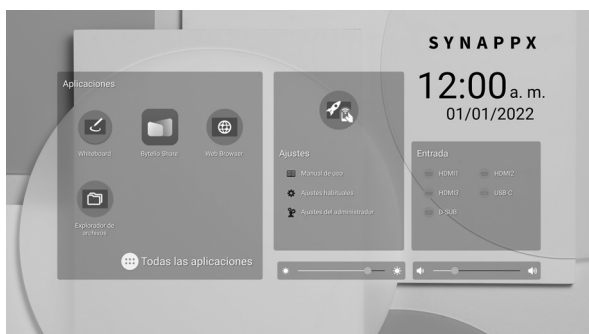 SYNAPPX
12:00 a. m.
01/01/2022
Aplicaciones
Whiteboard
Bytello Share
Web Browser
Explorador de
archivos
Todas las aplicaciones
Ajustes
Manual de uso
Ajustes habituales
Ajustes del administrador
Entrada
HDMI1
HDMI2
HDMI3
USB-C
D-SUB